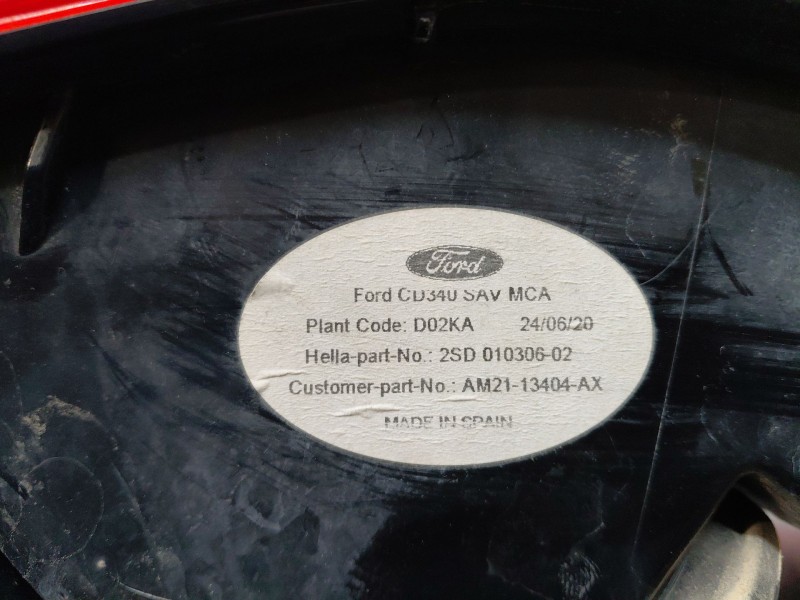 Ford
Ford CD340 SAV MCA
Plant Code: D02KA 24/06/20
Hella-part-No.: 2SD 010306-02
Customer-part-No.: AM21-13404-AX
MADE IN SPAIN